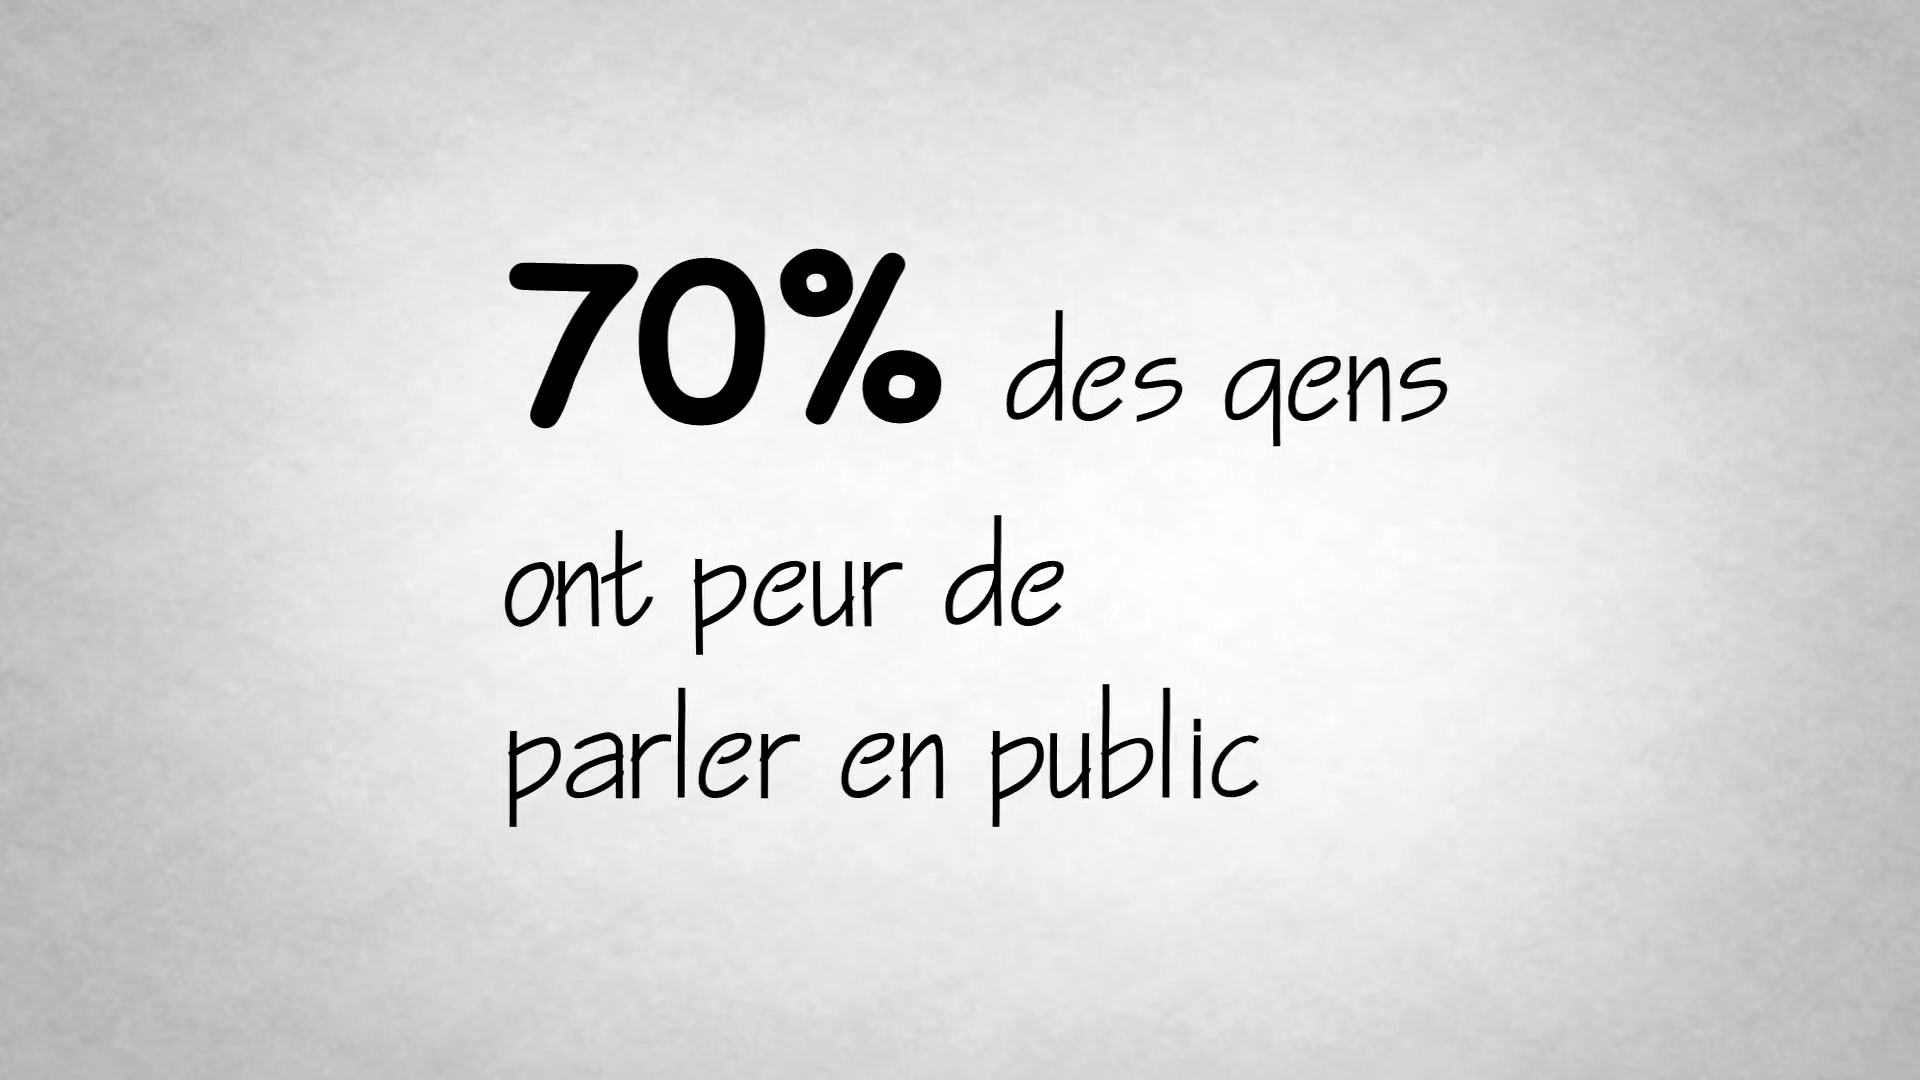 70% des gens
ont peur de
parler en public